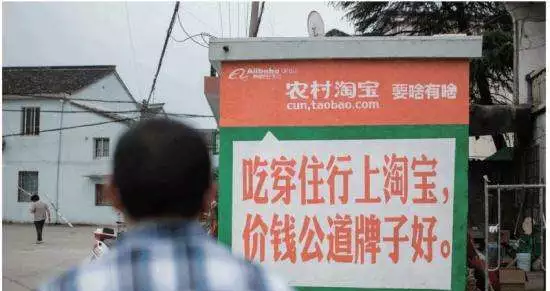 Alibaba Group
农村淘宝 要啥有啥
cun.taobao.com
吃穿住行上淘宝，
价钱公道牌子好。